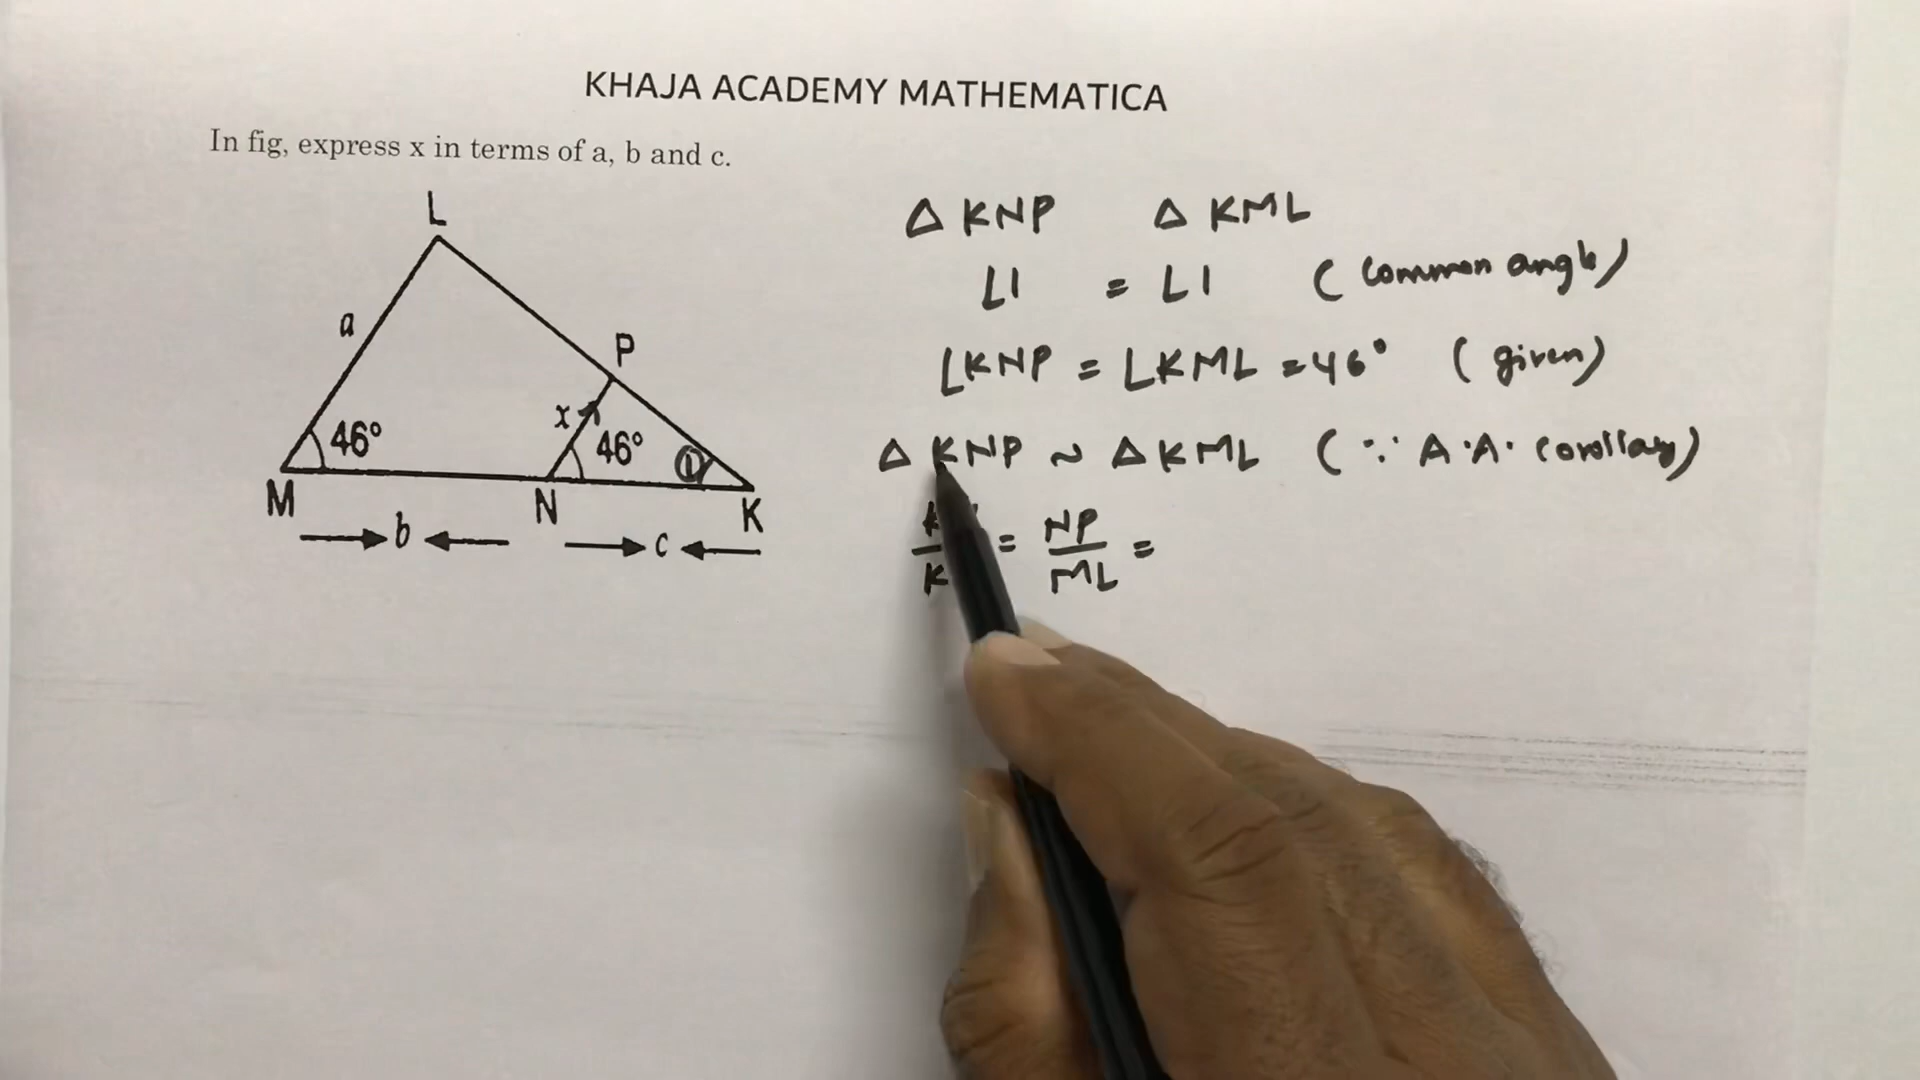 KHAJA ACADEMY MATHEMATICA
In fig, express x in terms of a, b and c.
L
a
P
x
46°
46°
1
M
N
K
b
c
△ KNP △ KML
∠1 = ∠1 (common angle)
∠KNP = ∠KML = 46° (given)
△ KNP ~ △ KML (∵ A.A. corollary)
= NP/ML =